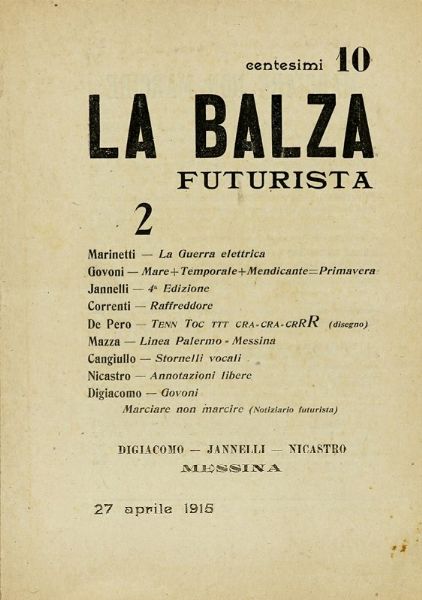 centesimi 10
LA BALZA
FUTURISTA
2
Marinetti — La Guerra elettrica
Govoni — Mare+Temporale+Mendicante=Primavera
Jannelli — 4ª Edizione
Correnti — Raffreddore
De Pero — TENN TOC TTT CRA-CRA-CRRR (disegno)
Mazza — Linea Palermo - Messina
Cangiullo — Stornelli vocali
Nicastro — Annotazioni libere
Digiacomo — Govoni
Marciare non marcire (Notiziario futurista)
DIGIACOMO — JANNELLI — NICASTRO
MESSINA
27 aprile 1915